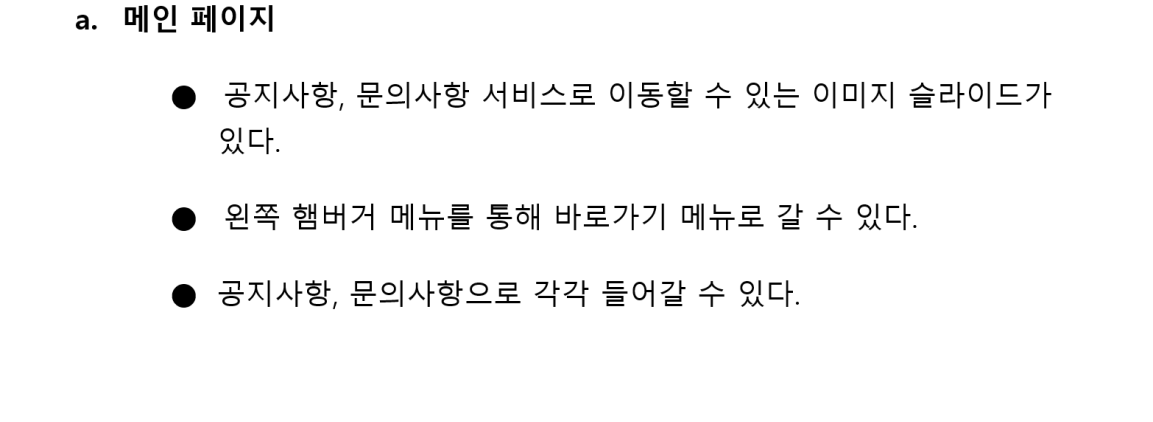 a. 메인 페이지
● 공지사항, 문의사항 서비스로 이동할 수 있는 이미지 슬라이드가
있다.
● 왼쪽 햄버거 메뉴를 통해 바로가기 메뉴로 갈 수 있다.
● 공지사항, 문의사항으로 각각 들어갈 수 있다.